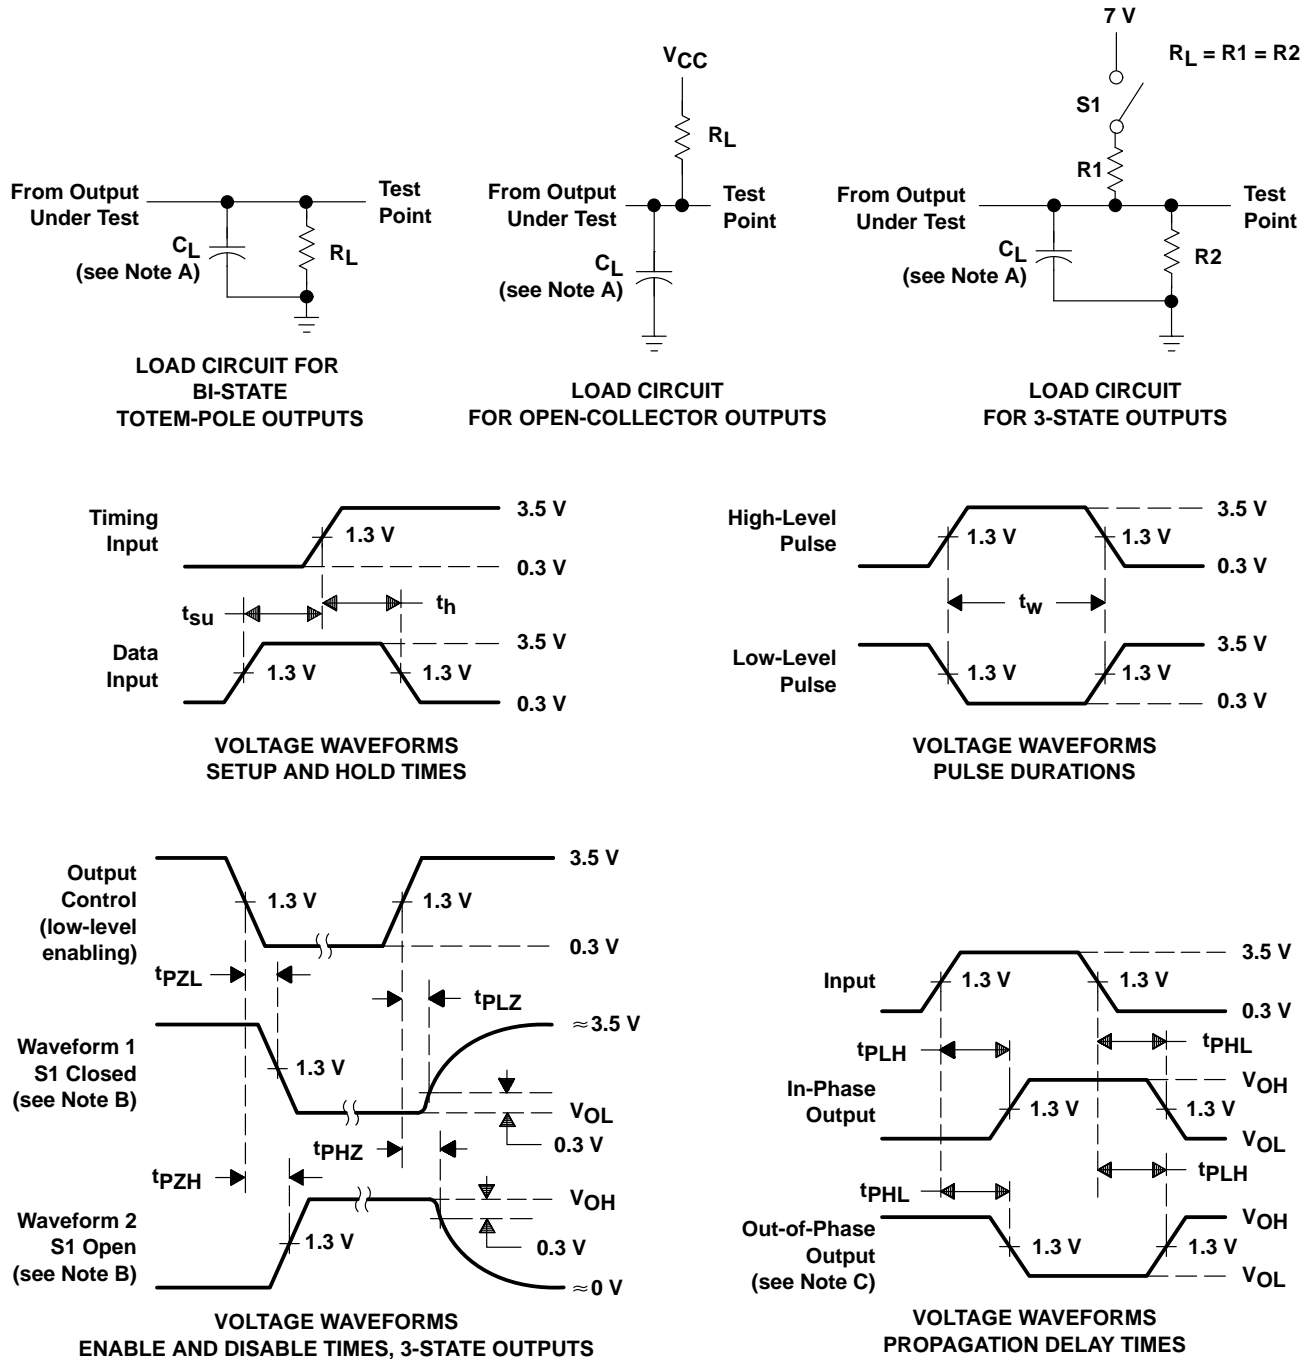 From Output
Under Test
Test
Point
CL
(see Note A)
RL
LOAD CIRCUIT FOR
BI-STATE
TOTEM-POLE OUTPUTS
VCC
RL
From Output
Under Test
Test
Point
CL
(see Note A)
LOAD CIRCUIT
FOR OPEN-COLLECTOR OUTPUTS
7 V
RL = R1 = R2
S1
R1
From Output
Under Test
Test
Point
CL
(see Note A)
R2
LOAD CIRCUIT
FOR 3-STATE OUTPUTS
Timing
Input
1.3 V
3.5 V
0.3 V
tsu
th
Data
Input
1.3 V
1.3 V
3.5 V
0.3 V
VOLTAGE WAVEFORMS
SETUP AND HOLD TIMES
High-Level
Pulse
1.3 V
1.3 V
3.5 V
0.3 V
tw
Low-Level
Pulse
1.3 V
1.3 V
3.5 V
0.3 V
VOLTAGE WAVEFORMS
PULSE DURATIONS
Output
Control
(low-level
enabling)
1.3 V
1.3 V
3.5 V
0.3 V
tPZL
tPLZ
Waveform 1
S1 Closed
(see Note B)
1.3 V
≈3.5 V
VOL
0.3 V
tPHZ
tPZH
Waveform 2
S1 Open
(see Note B)
1.3 V
VOH
0.3 V
≈0 V
VOLTAGE WAVEFORMS
ENABLE AND DISABLE TIMES, 3-STATE OUTPUTS
Input
1.3 V
1.3 V
3.5 V
0.3 V
tPLH
tPHL
In-Phase
Output
1.3 V
1.3 V
VOH
VOL
tPHL
tPLH
Out-of-Phase
Output
(see Note C)
1.3 V
1.3 V
VOH
VOL
VOLTAGE WAVEFORMS
PROPAGATION DELAY TIMES